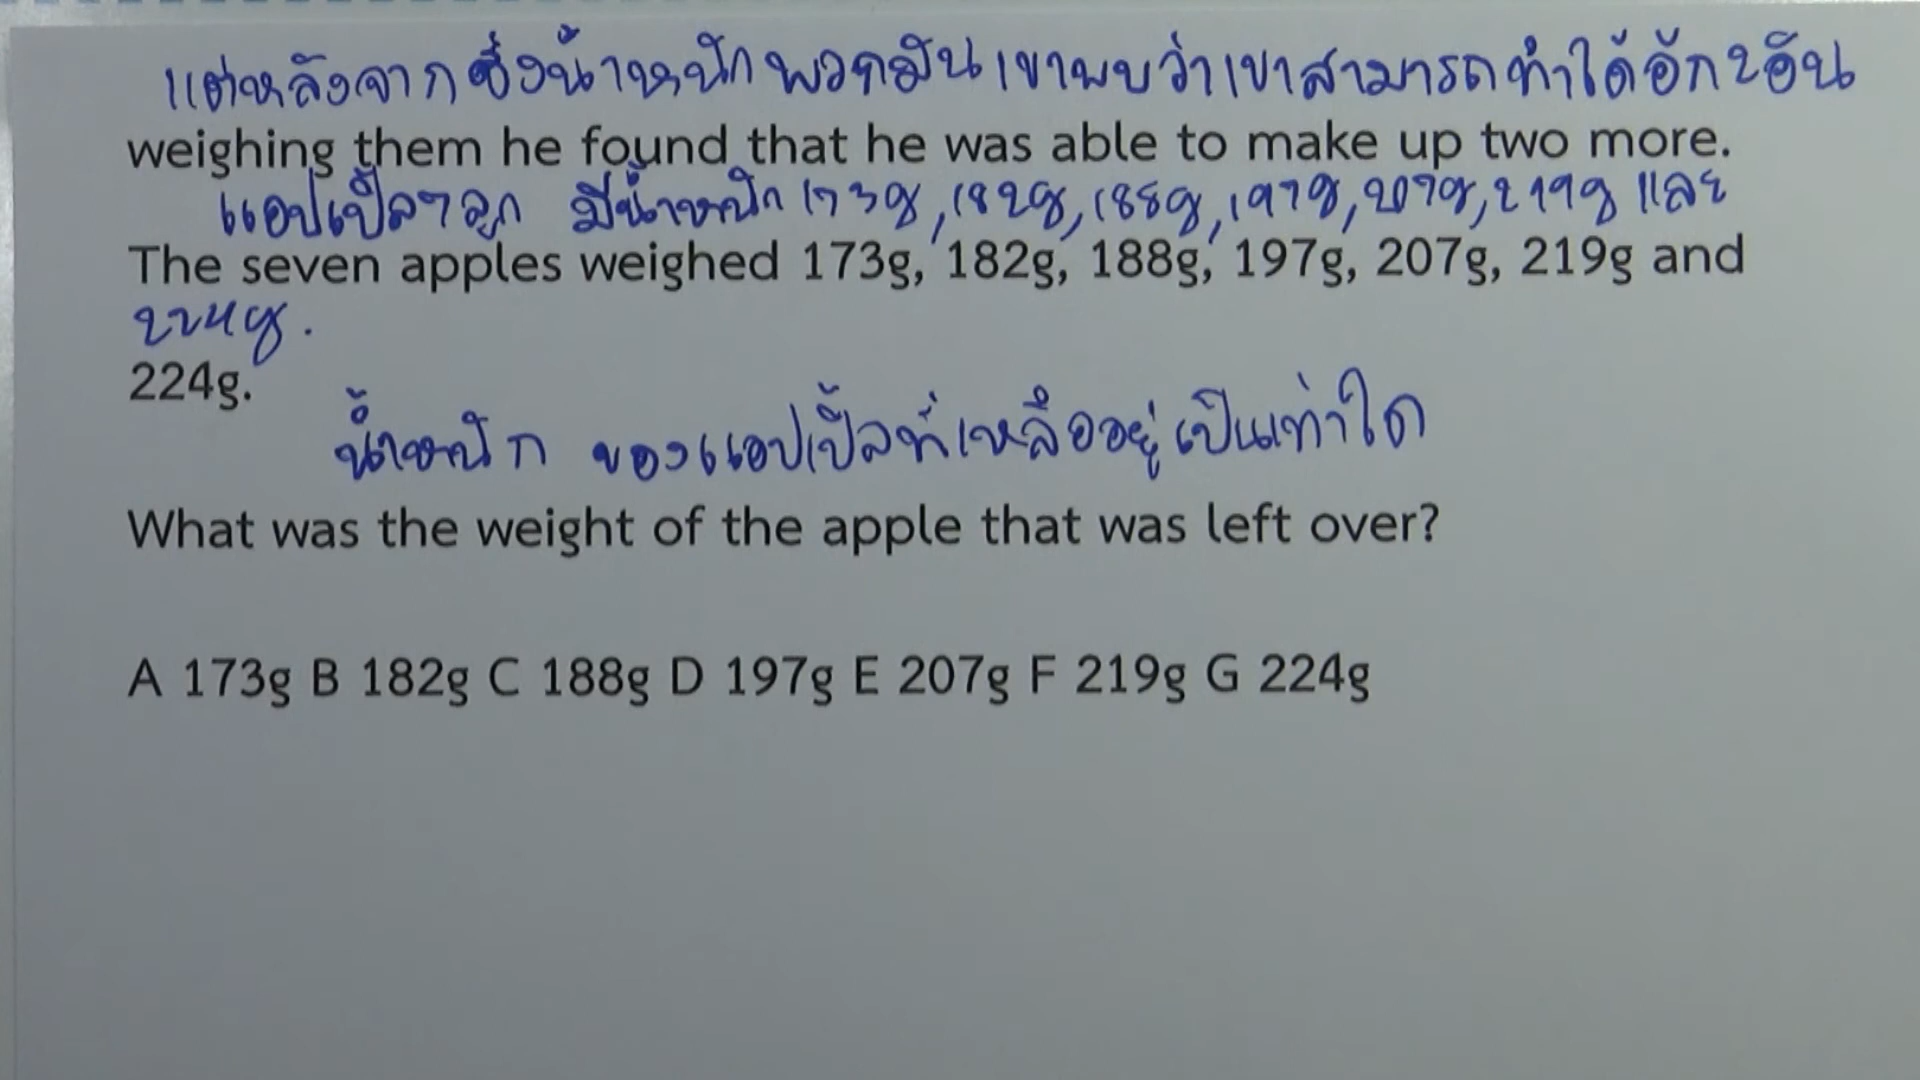 แต่หลังจากชั่งน้ำหนักพวกมันเขาพบว่าเขาสามารถทำได้อีก2อัน
weighing them he found that he was able to make up two more.
แอปเปิ้ล7ลูก มีน้ำหนัก 173g, 182g, 188g, 197g, 207g, 219g และ
The seven apples weighed 173g, 182g, 188g, 197g, 207g, 219g and
224g.
224g.
น้ำหนัก ของแอปเปิ้ลที่เหลืออยู่เป็นเท่าใด
What was the weight of the apple that was left over?
A 173g B 182g C 188g D 197g E 207g F 219g G 224g